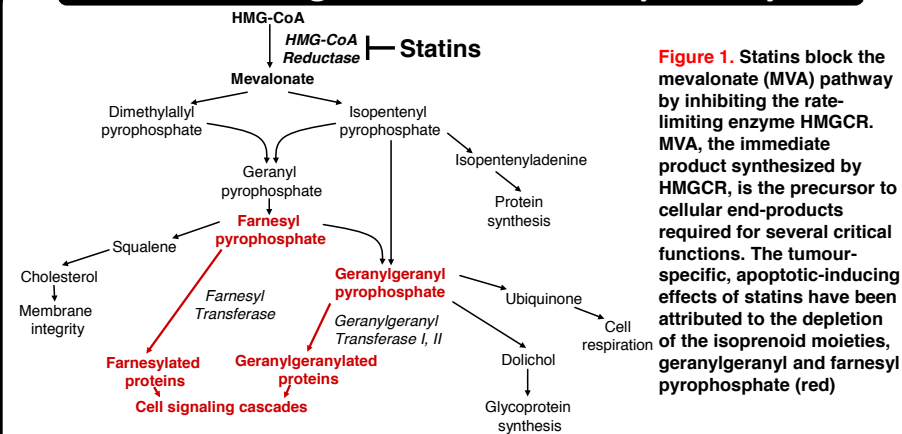 HMG-CoA
HMG-CoA
Reductase
Statins
Mevalonate
Dimethylallyl
pyrophosphate
Isopentenyl
pyrophosphate
Isopentenyladenine
Protein
synthesis
Geranyl
pyrophosphate
Farnesyl
pyrophosphate
Squalene
Cholesterol
Membrane
integrity
Farnesyl
Transferase
Geranylgeranyl
pyrophosphate
Geranylgeranyl
Transferase I, II
Ubiquinone
Cell
respiration
Dolichol
Glycoprotein
synthesis
Farnesylated
proteins
Geranylgeranylated
proteins
Cell signaling cascades
Figure 1. Statins block the
mevalonate (MVA) pathway
by inhibiting the rate-
limiting enzyme HMGCR.
MVA, the immediate
product synthesized by
HMGCR, is the precursor to
cellular end-products
required for several critical
functions. The tumour-
specific, apoptotic-inducing
effects of statins have been
attributed to the depletion
of the isoprenoid moieties,
geranylgeranyl and farnesyl
pyrophosphate (red)